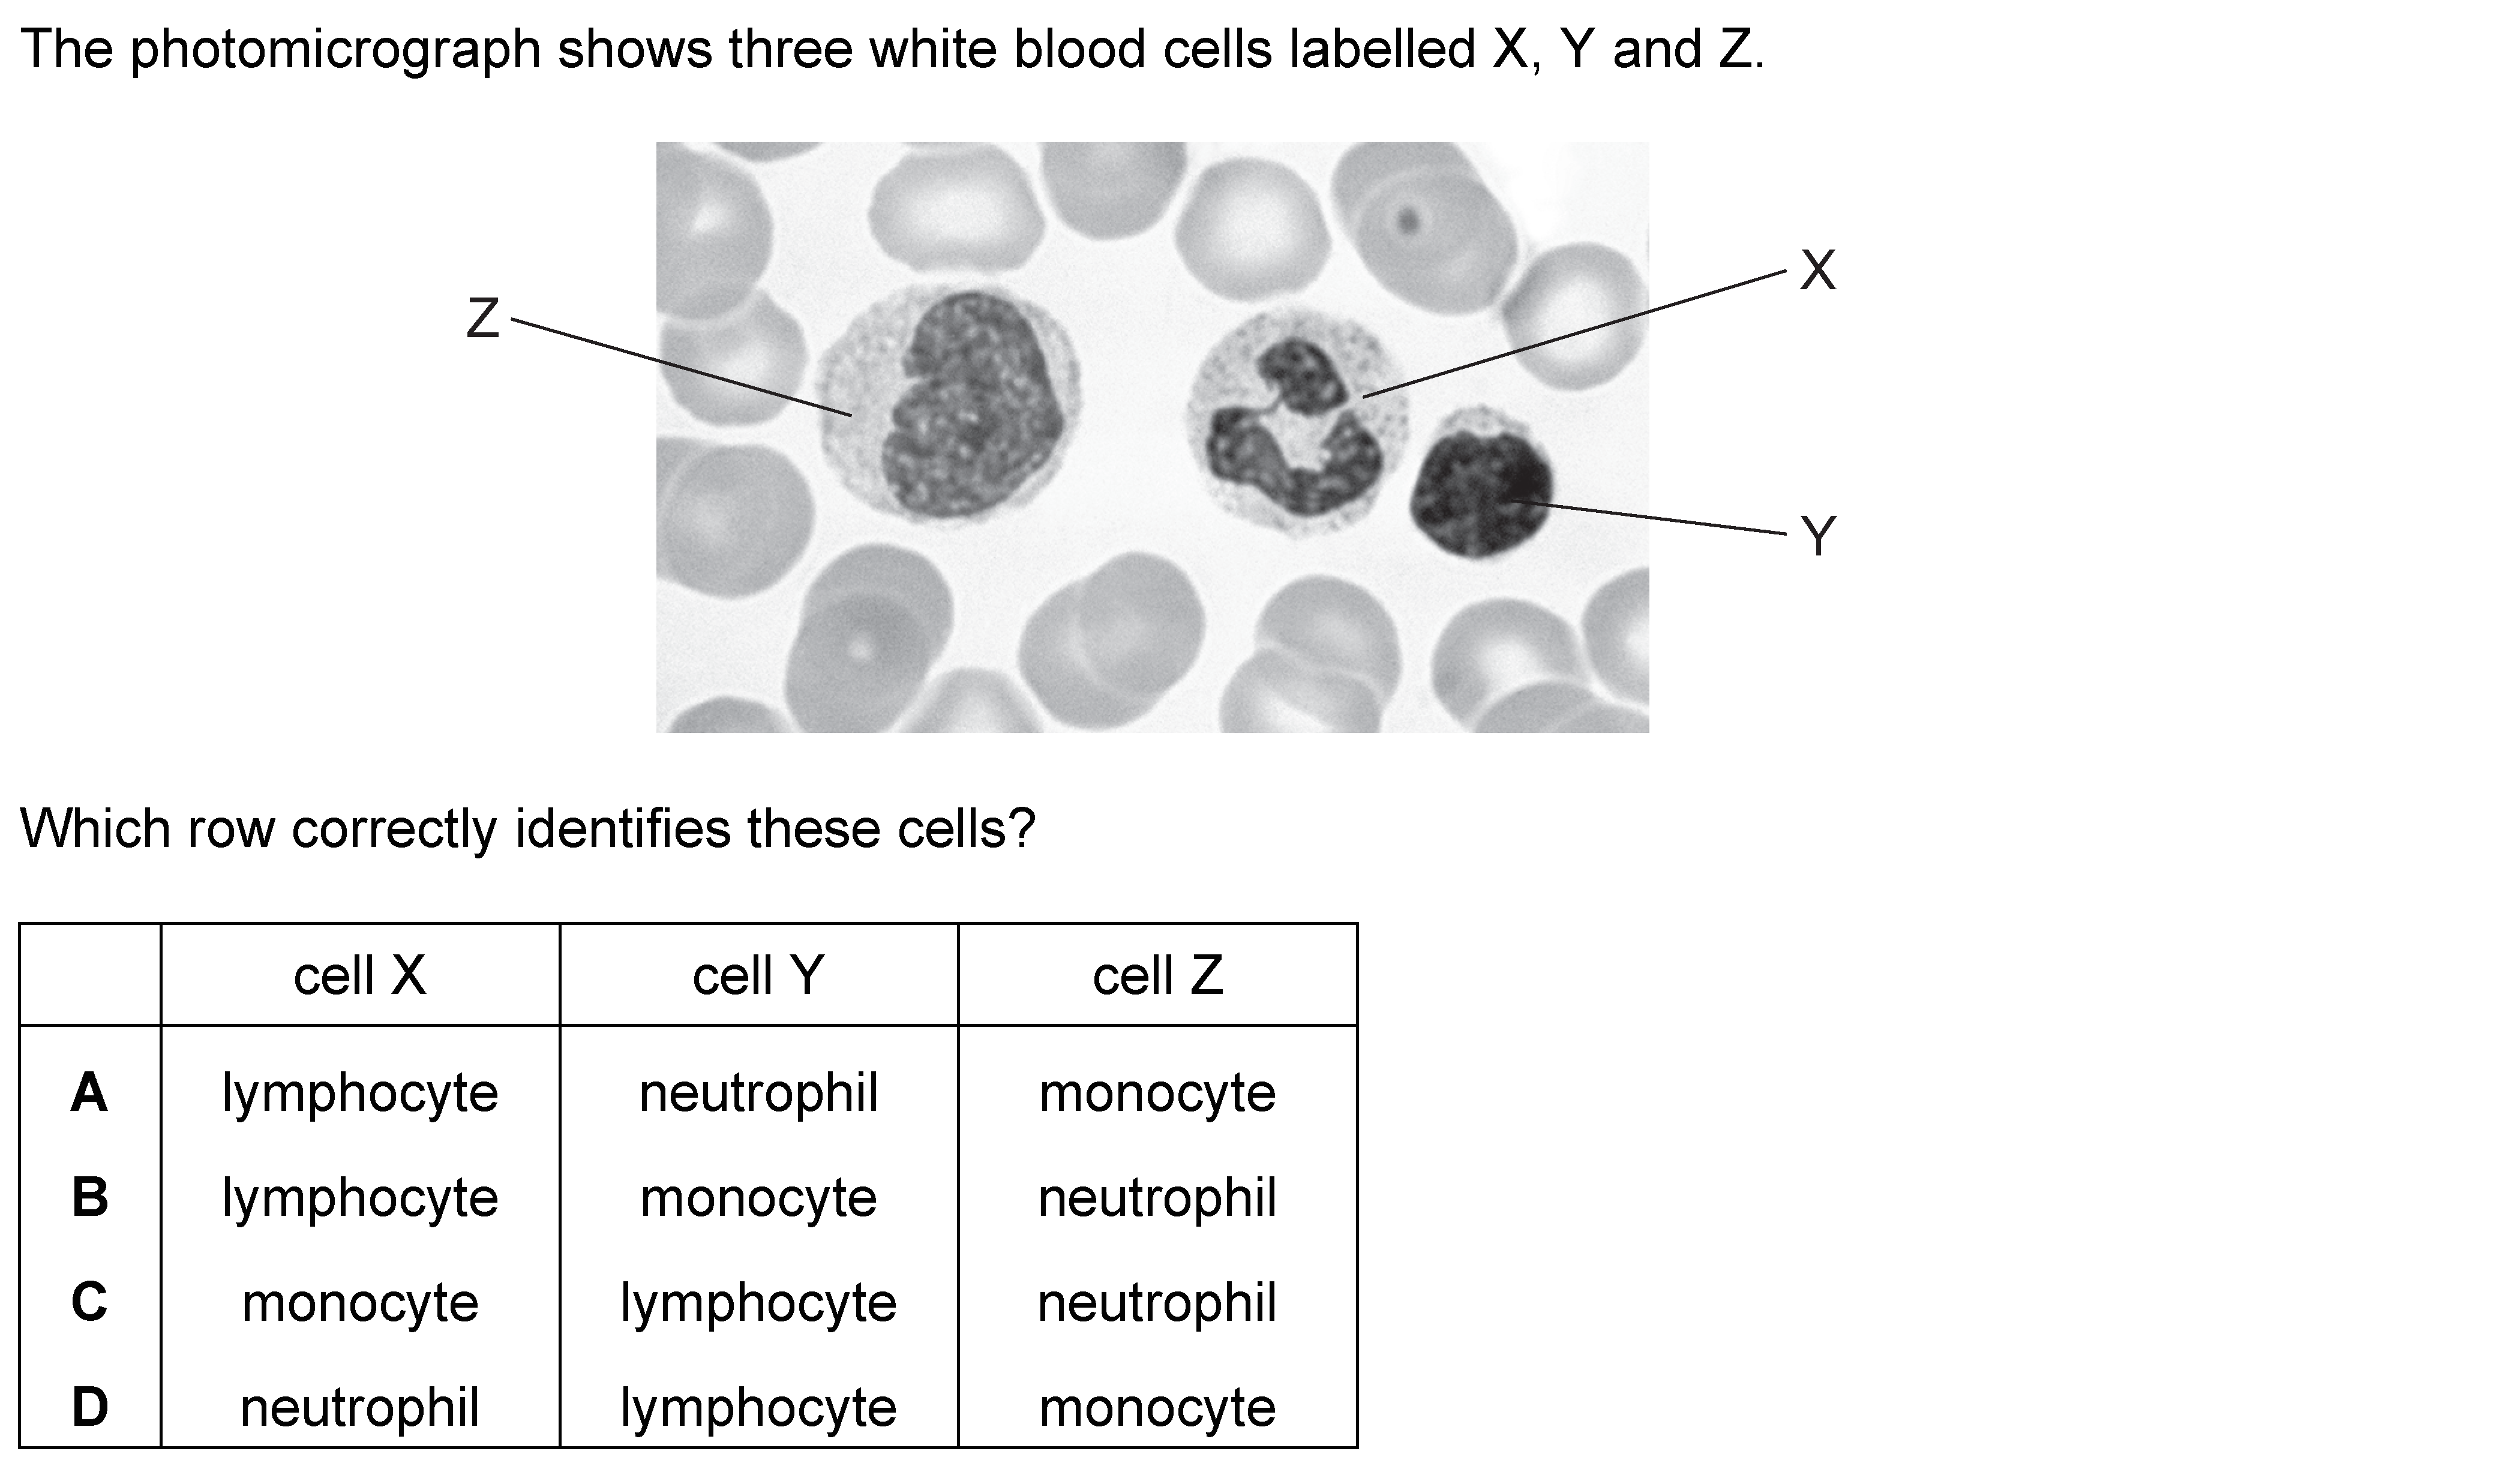 The photomicrograph shows three white blood cells labelled X, Y and Z.
X
Z
Y
Which row correctly identifies these cells?
cell X cell Y cell Z
A lymphocyte neutrophil monocyte
B lymphocyte monocyte neutrophil
C monocyte lymphocyte neutrophil
D neutrophil lymphocyte monocyte